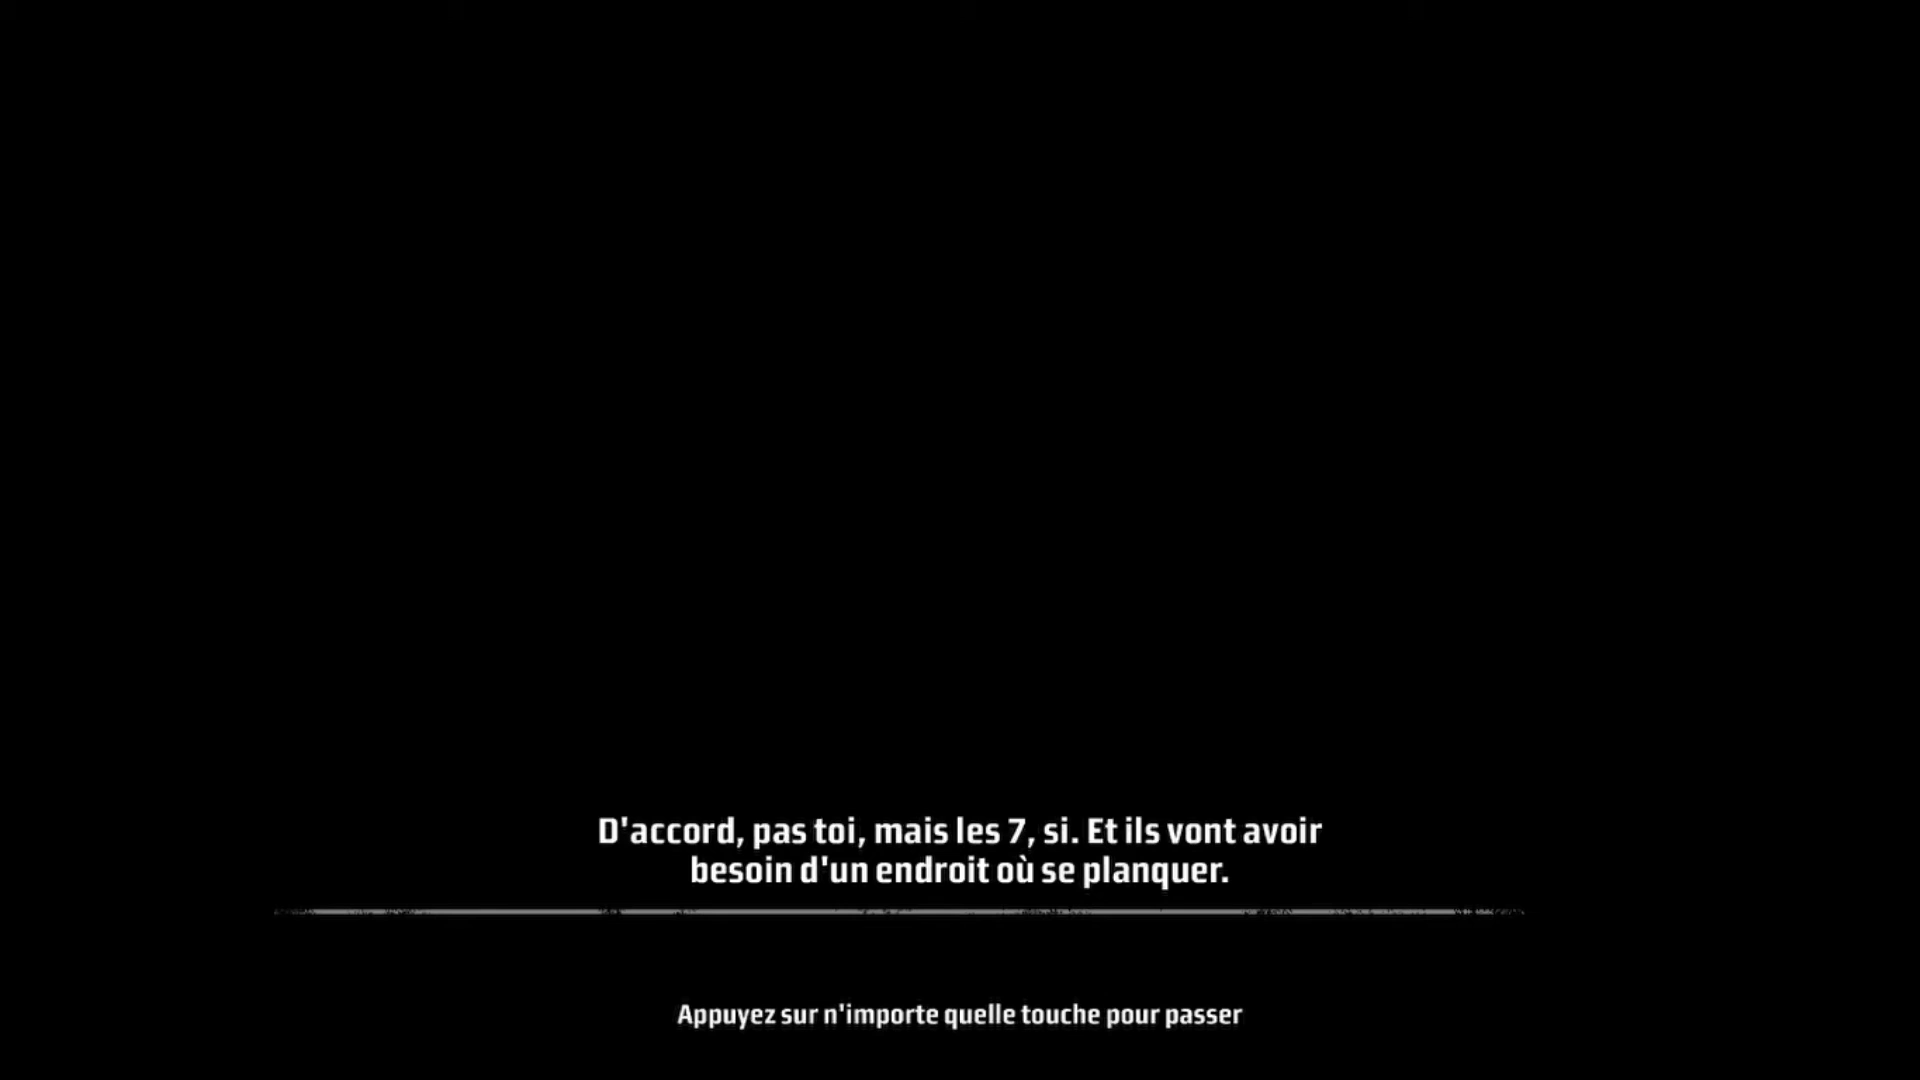 D'accord, pas toi, mais les 7, si. Et ils vont avoir
besoin d'un endroit où se planquer.
Appuyez sur n'importe quelle touche pour passer